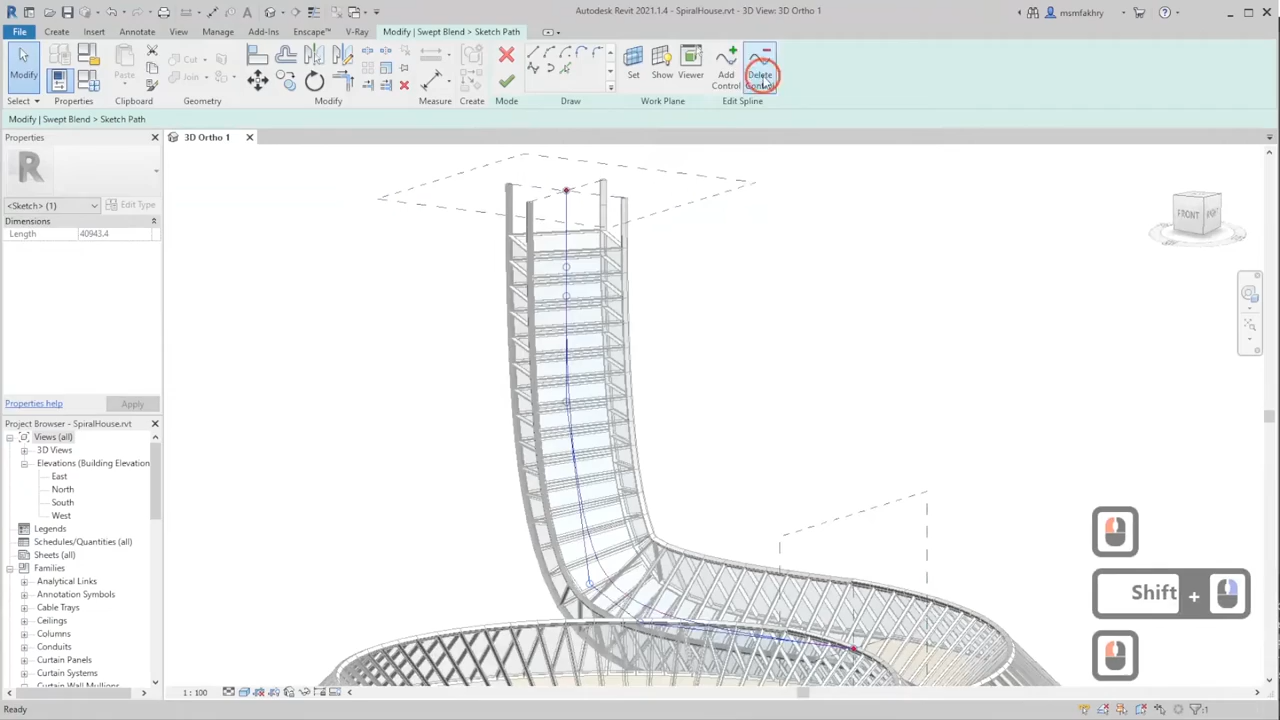 Autodesk Revit 2021.1.4 - SpiralHouse.rvt - 3D View: 3D Ortho 1
msmfakhry
File Create Insert Annotate View Manage Add-Ins Enscape™ V-Ray Modify | Swept Blend > Sketch Path
Modify
Paste
Cut
Join
Set Show Viewer
Add Control
Delete Control
Select Properties Clipboard Geometry Modify Measure Create Mode Draw Work Plane Edit Spline
Modify | Swept Blend > Sketch Path
Properties
3D Ortho 1
R
<Sketch> (1)
Edit Type
Dimensions
Length 40943.4
Properties help
Apply
Project Browser - SpiralHouse.rvt
Views (all)
3D Views
Elevations (Building Elevation
East
North
South
West
Legends
Schedules/Quantities (all)
Sheets (all)
Families
Analytical Links
Annotation Symbols
Cable Trays
Ceilings
Columns
Conduits
Curtain Panels
Curtain Systems
Curtain Wall Mullions
FRONT
Shift +
1 : 100
Ready
:1